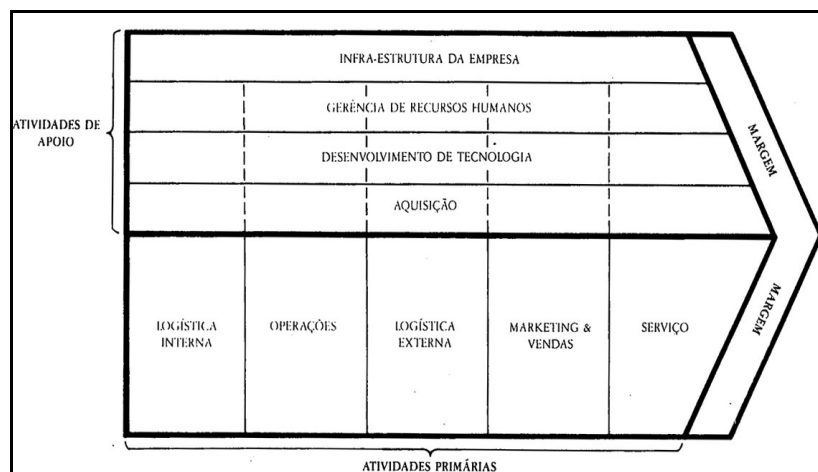 INFRA-ESTRUTURA DA EMPRESA
GERÊNCIA DE RECURSOS HUMANOS
ATIVIDADES DE
APOIO
DESENVOLVIMENTO DE TECNOLOGIA
AQUISIÇÃO
MARGEM
LOGÍSTICA
INTERNA
OPERAÇÕES
LOGÍSTICA
EXTERNA
MARKETING &
VENDAS
SERVIÇO
MARGEM
ATIVIDADES PRIMÁRIAS